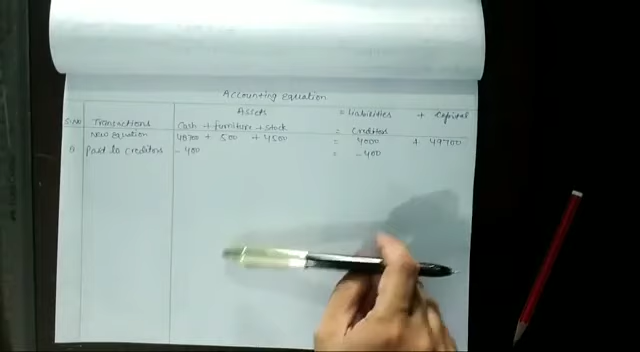 Accounting Equation
Assets = Liabilities + Capital
S.NO Transactions Cash + furniture + stock = Creditors
New Equation + 500 + 4500 = 4000 + 49700
Paid to Creditors - 400 = - 400